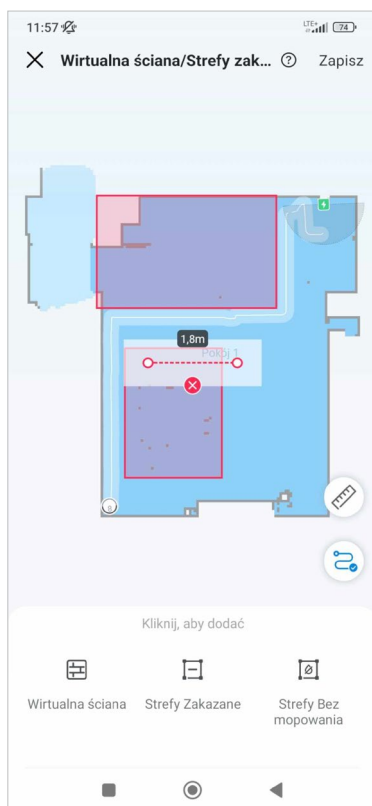 11:57
LTE+
74
Wirtualna ściana/Strefy zak...
?
Zapisz
1,8m
Pokój 1
Kliknij, aby dodać
Wirtualna ściana
Strefy Zakazane
Strefy Bez
mopowania